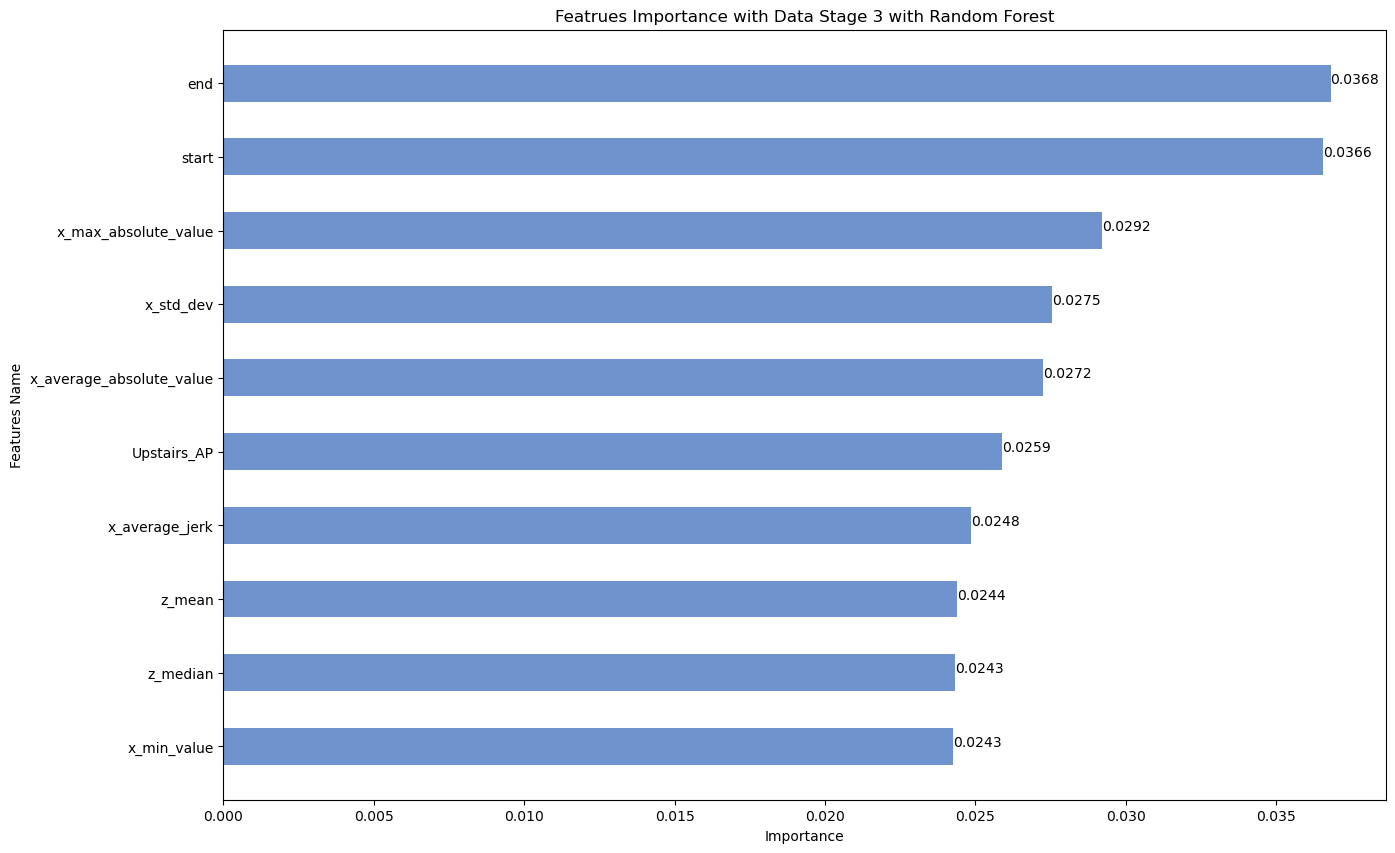 Featrues Importance with Data Stage 3 with Random Forest
Features Name
end
0.0368
start
0.0366
x_max_absolute_value
0.0292
x_std_dev
0.0275
x_average_absolute_value
0.0272
Upstairs_AP
0.0259
x_average_jerk
0.0248
z_mean
0.0244
z_median
0.0243
x_min_value
0.0243
0.000
0.005
0.010
0.015
0.020
0.025
0.030
0.035
Importance